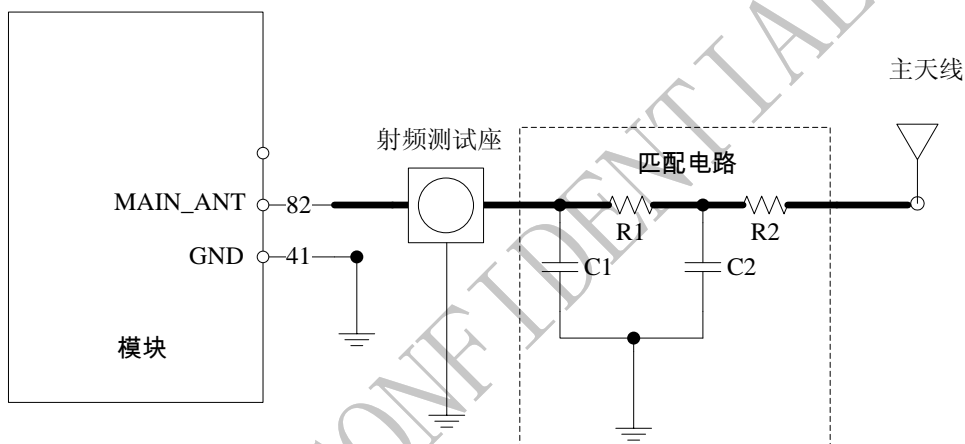 主天线
射频测试座
匹配电路
MAIN_ANT 82
R1 R2
GND 41
C1 C2
模块
CONFIDENTIAL